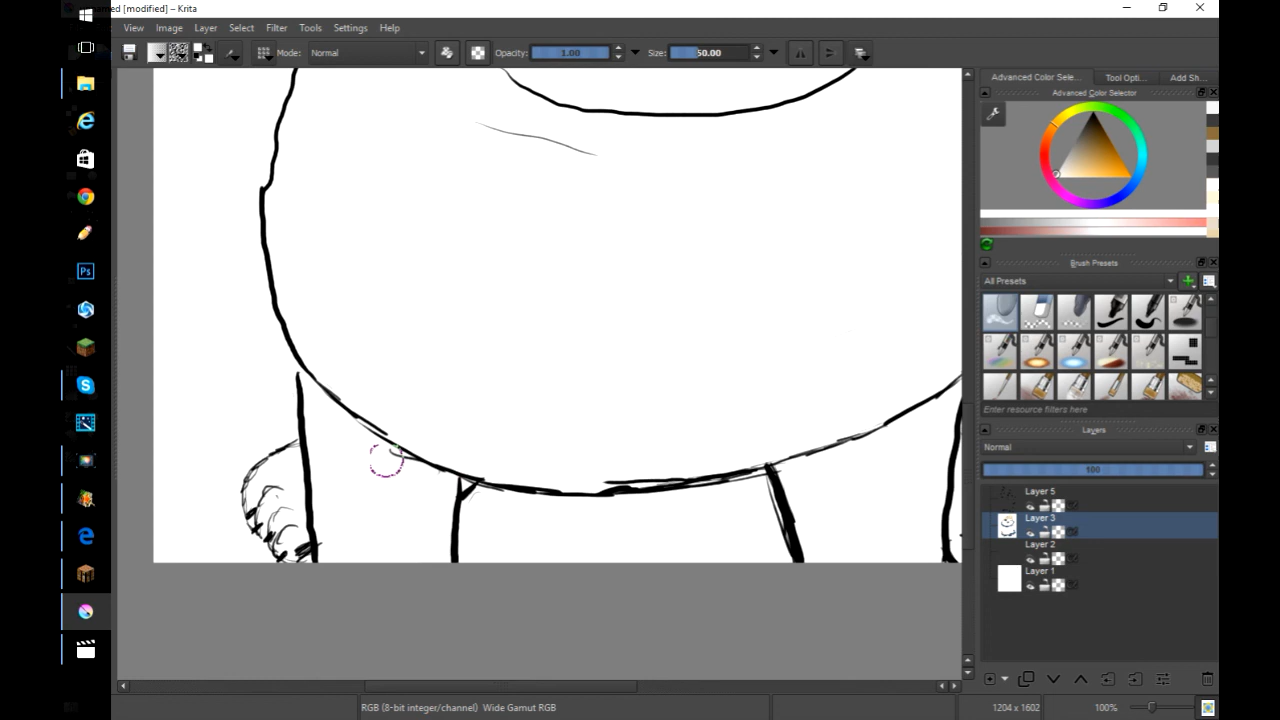 [modified] – Krita
View Image Layer Select Filter Tools Settings Help
Mode: Normal Opacity: 1.00 Size: 50.00
Advanced Color Sele... Tool Opti... Add Sh...
Advanced Color Selector
Brush Presets
All Presets
Ps
Enter resource filters here
Layers
Normal
100
Layer 5
Layer 3
Layer 2
Layer 1
RGB (8-bit integer/channel) Wide Gamut RGB 1204 x 1602 100%